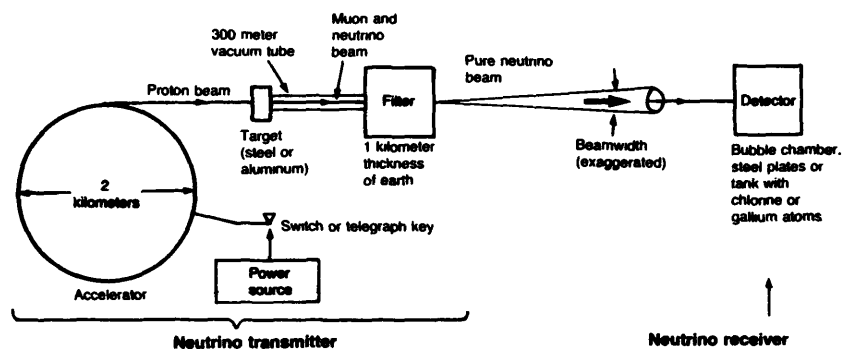 300 meter
vacuum tube
Muon and
neutrino
beam
Pure neutrino
beam
Proton beam
Filter
Detector
Target
(steel or
aluminum)
1 kilometer
thickness
of earth
Beamwidth
(exaggerated)
Bubble chamber,
steel plates or
tank with
chlorine or
gallium atoms
2
kilometers
Switch or telegraph key
Power
source
Accelerator
Neutrino transmitter
Neutrino receiver